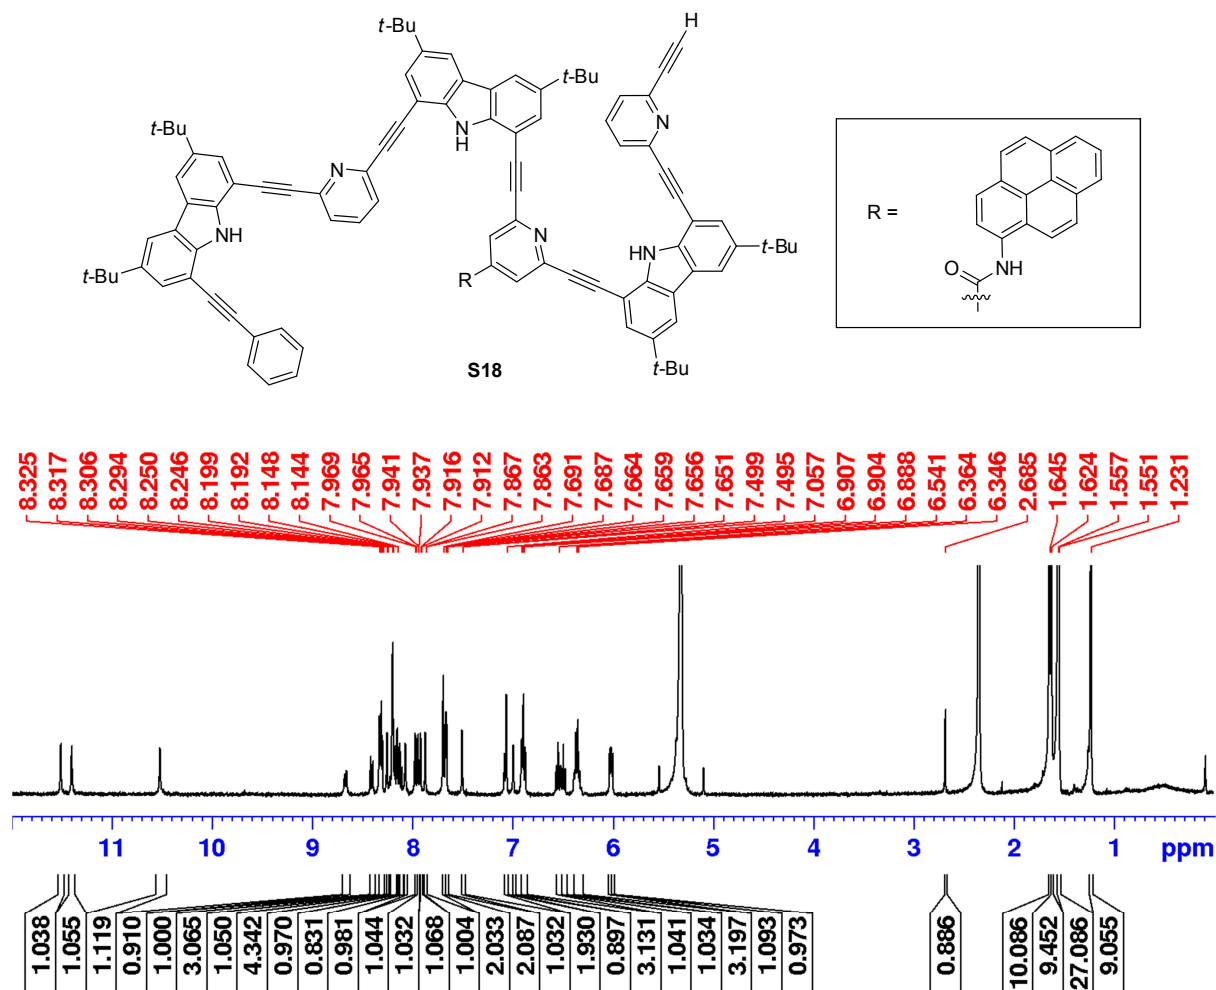 t-Bu
H
t-Bu
N
t-Bu
N
NH
R =
NH
N
HN
t-Bu
t-Bu
R
O
NH
t-Bu
S18
8.325 8.317 8.306 8.294 8.250 8.246 8.199 8.192 8.148 8.144 7.969 7.965 7.941 7.937 7.916 7.912 7.867 7.863 7.691 7.687 7.664 7.659 7.656 7.651 7.499 7.495 7.057 6.907 6.904 6.888 6.541 6.364 6.346 2.685 1.645 1.624 1.557 1.551 1.231
11 10 9 8 7 6 5 4 3 2 1 ppm
1.038 1.055 1.119 0.910 1.000 3.065 1.050 4.342 0.970 0.831 0.981 1.044 1.032 1.068 1.004 2.033 2.087 1.032 1.930 0.897 3.131 1.041 1.034 3.197 1.093 0.973 0.886 10.086 9.452 27.086 9.055